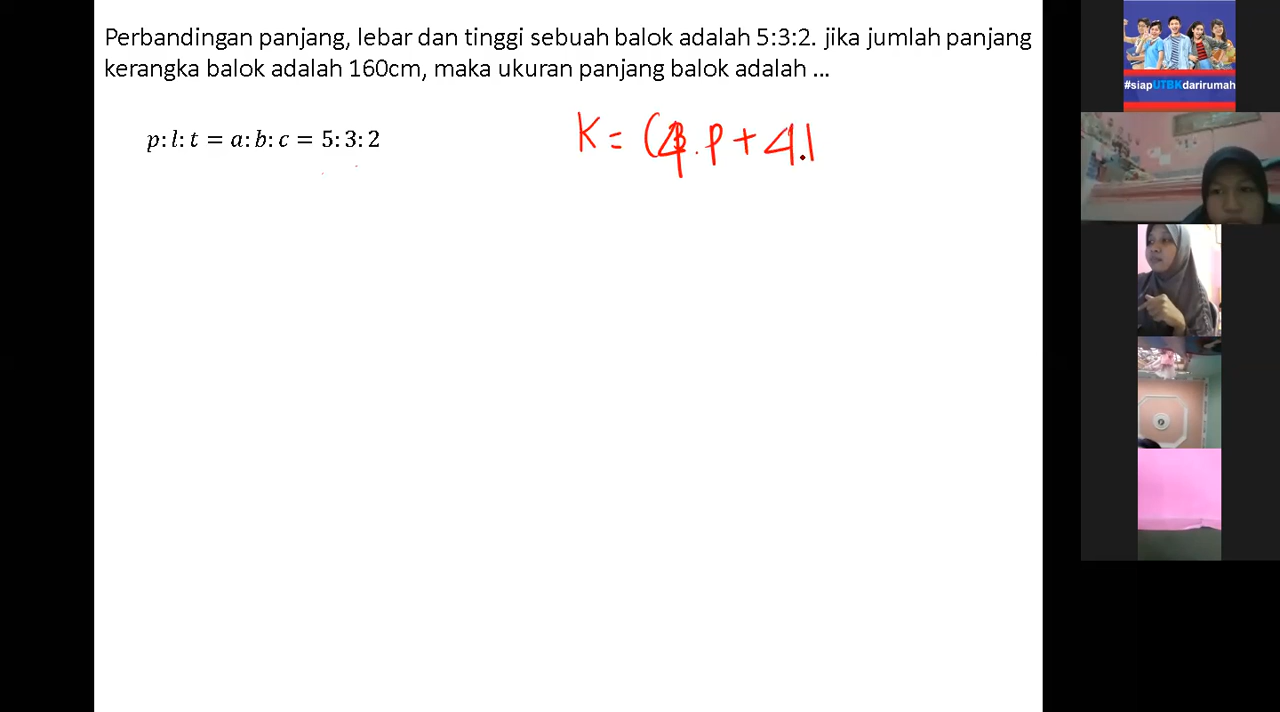 Perbandingan panjang, lebar dan tinggi sebuah balok adalah 5:3:2. jika jumlah panjang
kerangka balok adalah 160cm, maka ukuran panjang balok adalah ...
p: l: t = a: b: c = 5: 3: 2
K = (4.p + 4.l
#siapUTBKdarirumah